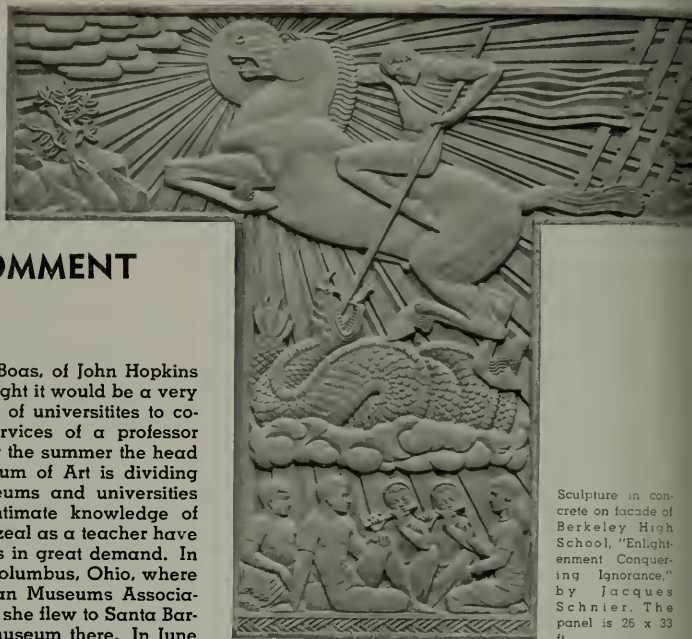 OMMENT
Boas, of John Hopkins
ght it would be a very
of universitites to co-
rvices of a professor
the summer the head
um of Art is dividing
eums and universities
timate knowledge of
zeal as a teacher have
s in great demand. In
olumbus, Ohio, where
an Museums Associa-
she flew to Santa Bar-
useum there. In June
Sculpture in con-
crete on facade of
Berkeley High
School, "Enlight-
enment Conquer-
ing Ignorance,"
by Jacques
Schnier. The
panel is 26 x 33